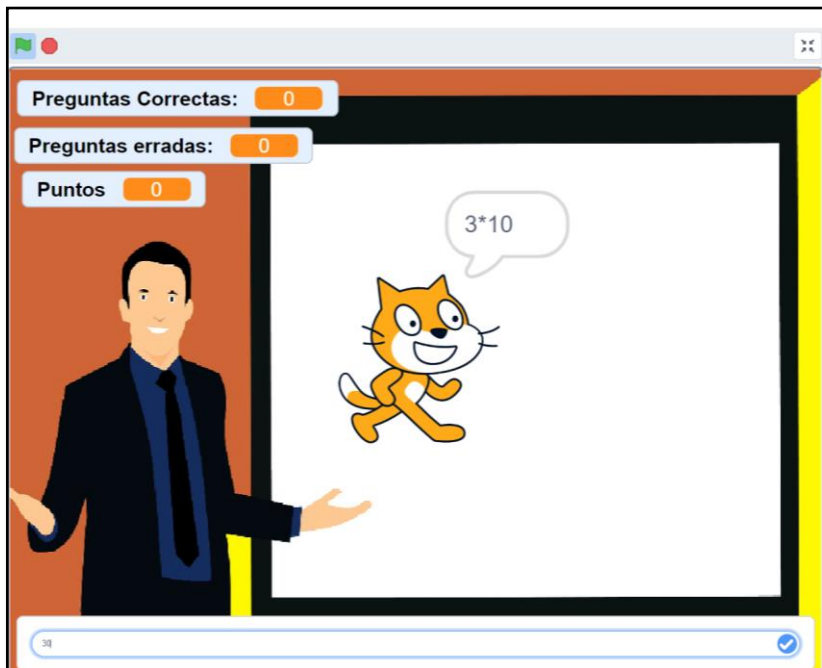 Preguntas Correctas: 0
Preguntas erradas: 0
Puntos 0
3*10
30